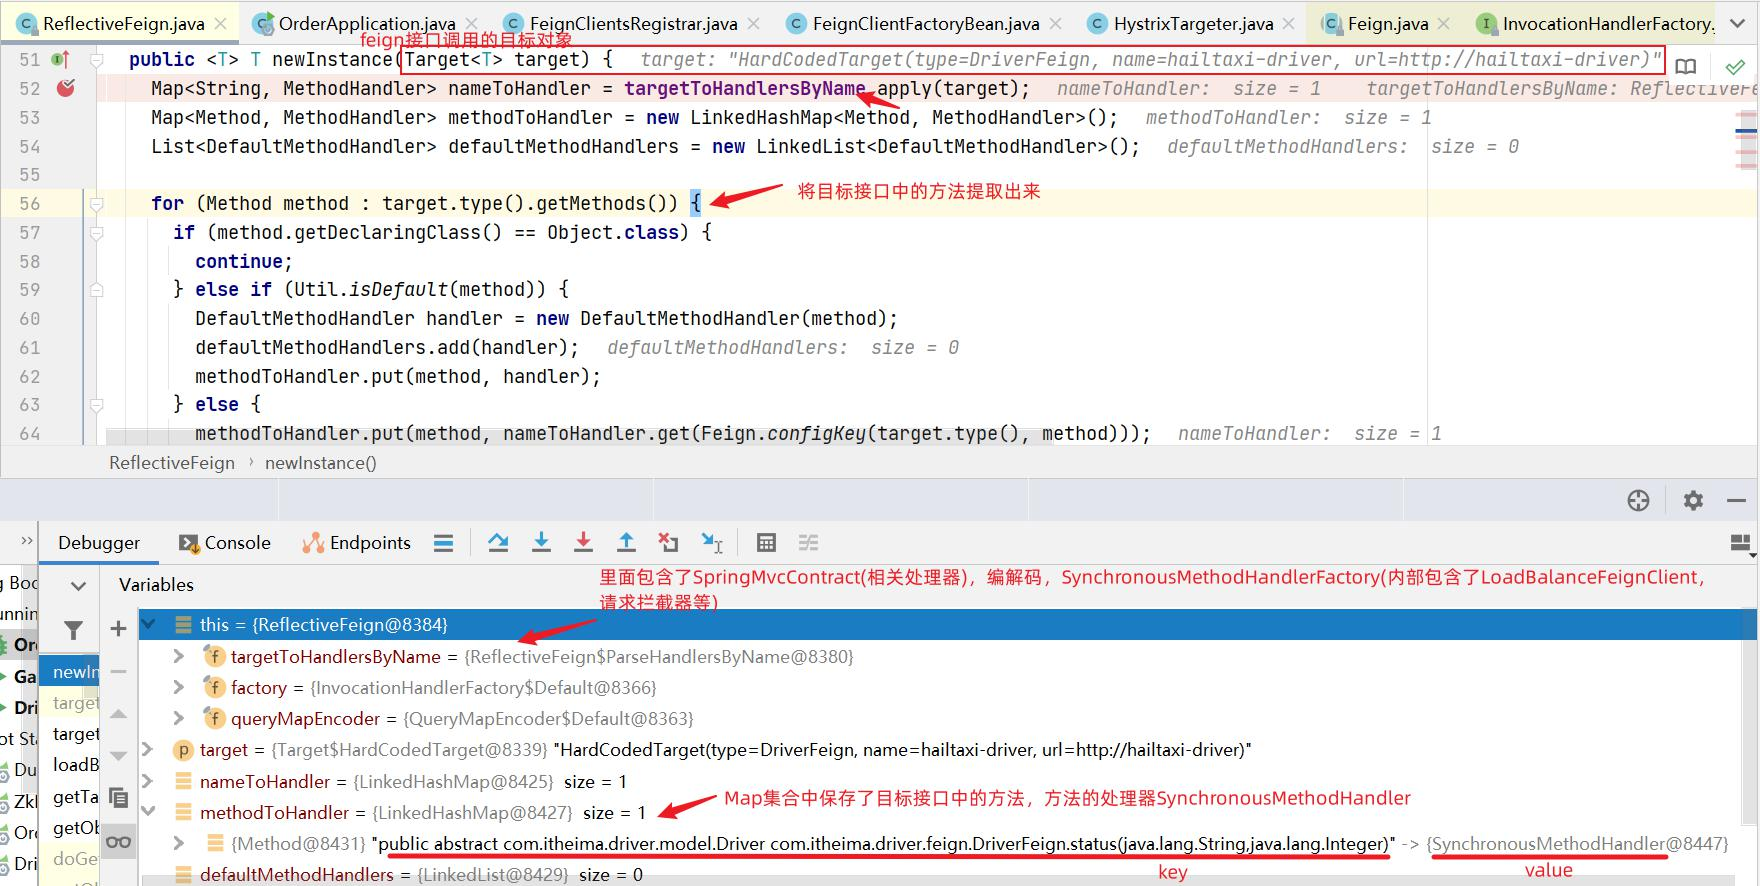 ReflectiveFeign.java
OrderApplication.java
FeignClientsRegistrar.java
FeignClientFactoryBean.java
HystrixTargeter.java
Feign.java
InvocationHandlerFactory.
feign接口调用的目标对象
51 public <T> T newInstance(Target<T> target) { target: "HardCodedTarget(type=DriverFeign, name=hailtaxi-driver, url=http://hailtaxi-driver)"
52 Map<String, MethodHandler> nameToHandler = targetToHandlersByName.apply(target); nameToHandler: size = 1 targetToHandlersByName: ReflectiveFe
53 Map<Method, MethodHandler> methodToHandler = new LinkedHashMap<Method, MethodHandler>(); methodToHandler: size = 1
54 List<DefaultMethodHandler> defaultMethodHandlers = new LinkedList<DefaultMethodHandler>(); defaultMethodHandlers: size = 0
55
56 for (Method method : target.type().getMethods()) { 将目标接口中的方法提取出来
57 if (method.getDeclaringClass() == Object.class) {
58 continue;
59 } else if (Util.isDefault(method)) {
60 DefaultMethodHandler handler = new DefaultMethodHandler(method);
61 defaultMethodHandlers.add(handler); defaultMethodHandlers: size = 0
62 methodToHandler.put(method, handler);
63 } else {
64 methodToHandler.put(method, nameToHandler.get(Feign.configKey(target.type(), method))); nameToHandler: size = 1
ReflectiveFeign › newInstance()
Debugger Console Endpoints
Variables
里面包含了SpringMvcContract(相关处理器)，编解码，SynchronousMethodHandlerFactory(内部包含了LoadBalanceFeignClient，
请求拦截器等)
this = {ReflectiveFeign@8384}
targetToHandlersByName = {ReflectiveFeign$ParseHandlersByName@8380}
factory = {InvocationHandlerFactory$Default@8366}
queryMapEncoder = {QueryMapEncoder$Default@8363}
target = {Target$HardCodedTarget@8339} "HardCodedTarget(type=DriverFeign, name=hailtaxi-driver, url=http://hailtaxi-driver)"
nameToHandler = {LinkedHashMap@8425} size = 1
methodToHandler = {LinkedHashMap@8427} size = 1
Map集合中保存了目标接口中的方法，方法的处理器SynchronousMethodHandler
{Method@8431} "public abstract com.itheima.driver.model.Driver com.itheima.driver.feign.DriverFeign.status(java.lang.String,java.lang.Integer)" -> {SynchronousMethodHandler@8447}
key
value
defaultMethodHandlers = {LinkedList@8429} size = 0
g Boo
unnin
Or
Ga
Dri
ot Sta
Du
Zkl
Ord
Dri
newIn
target
target
loadB
getTa
getOb
doGe